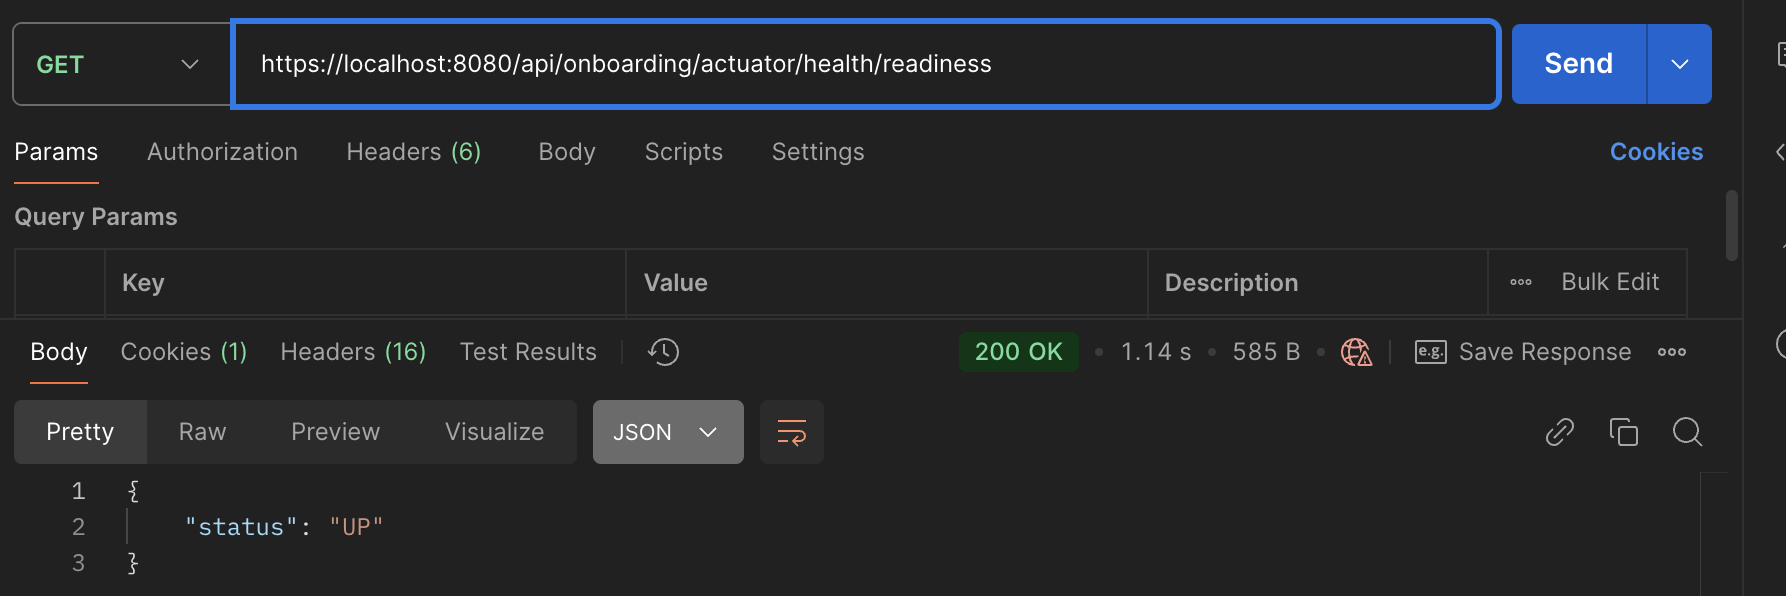 GET https://localhost:8080/api/onboarding/actuator/health/readiness Send
Params Authorization Headers (6) Body Scripts Settings Cookies
Query Params
Key Value Description Bulk Edit
Body Cookies (1) Headers (16) Test Results 200 OK 1.14 s 585 B e.g. Save Response
Pretty Raw Preview Visualize JSON
1 {
2 "status": "UP"
3 }